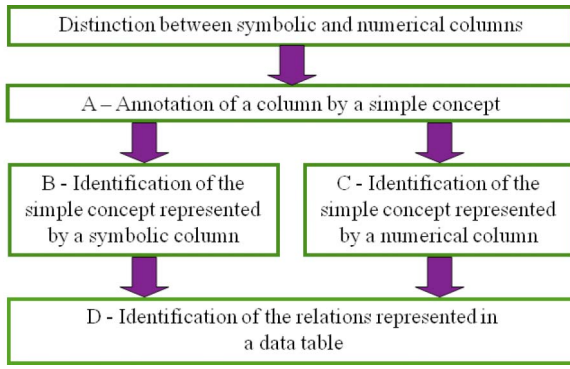 Distinction between symbolic and numerical columns
A – Annotation of a column by a simple concept
B - Identification of the
simple concept represented
by a symbolic column
C - Identification of the
simple concept represented
by a numerical column
D - Identification of the relations represented in
a data table